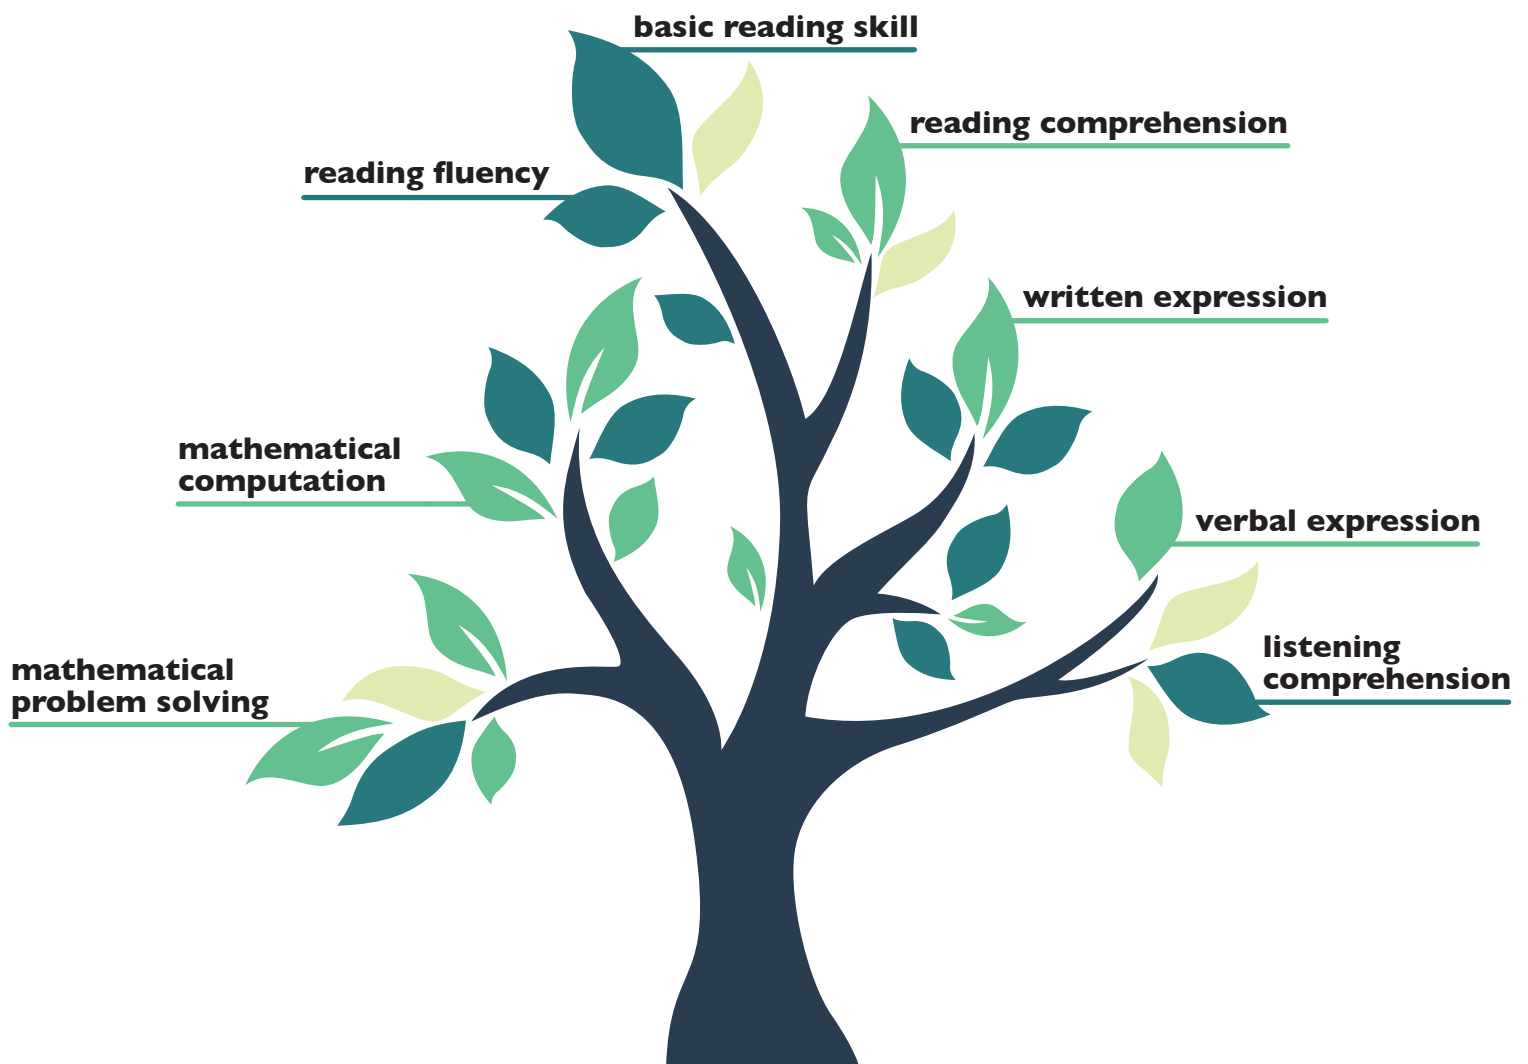 basic reading skill
reading comprehension
reading fluency
written expression
mathematical
computation
verbal expression
listening
comprehension
mathematical
problem solving